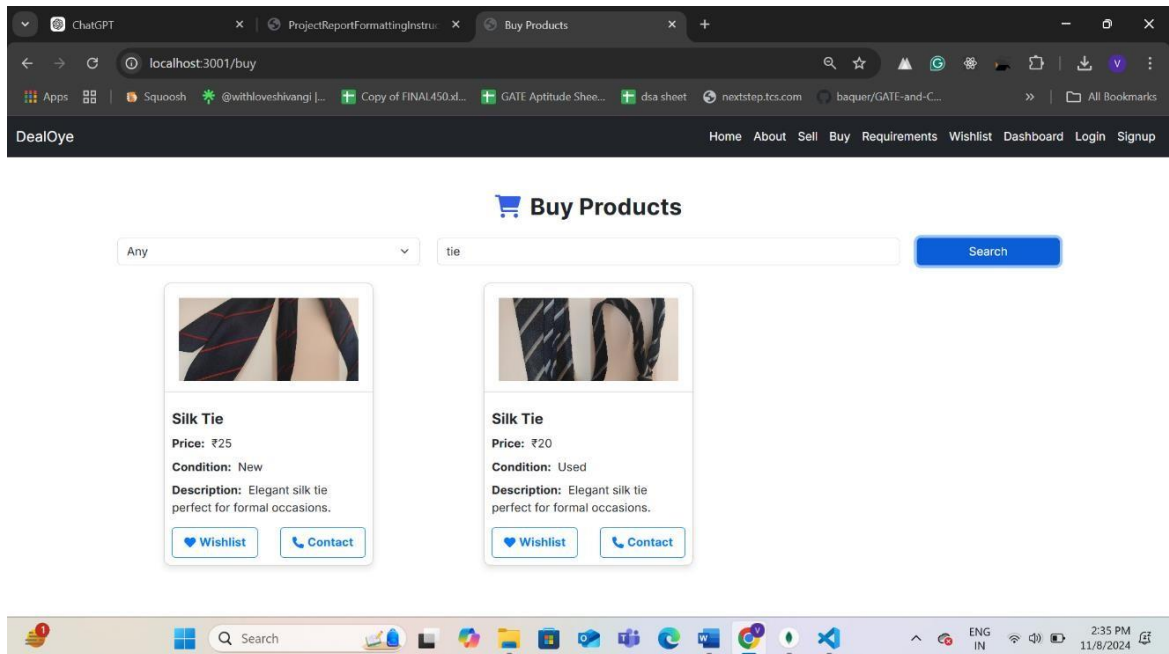 ChatGPT
ProjectReportFormattingInstruc
Buy Products
localhost:3001/buy
G
V
Apps
Squoosh
@withloveshivangi |...
Copy of FINAL450.xl...
GATE Aptitude Shee...
dsa sheet
nextstep.tcs.com
baquer/GATE-and-C...
All Bookmarks
DealOye
Home About Sell Buy Requirements Wishlist Dashboard Login Signup
Buy Products
Any
tie
Search
Silk Tie
Price: ₹25
Condition: New
Description: Elegant silk tie
perfect for formal occasions.
Wishlist
Contact
Silk Tie
Price: ₹20
Condition: Used
Description: Elegant silk tie
perfect for formal occasions.
Wishlist
Contact
1
Search
W
V
ENG
IN
2:35 PM
11/8/2024